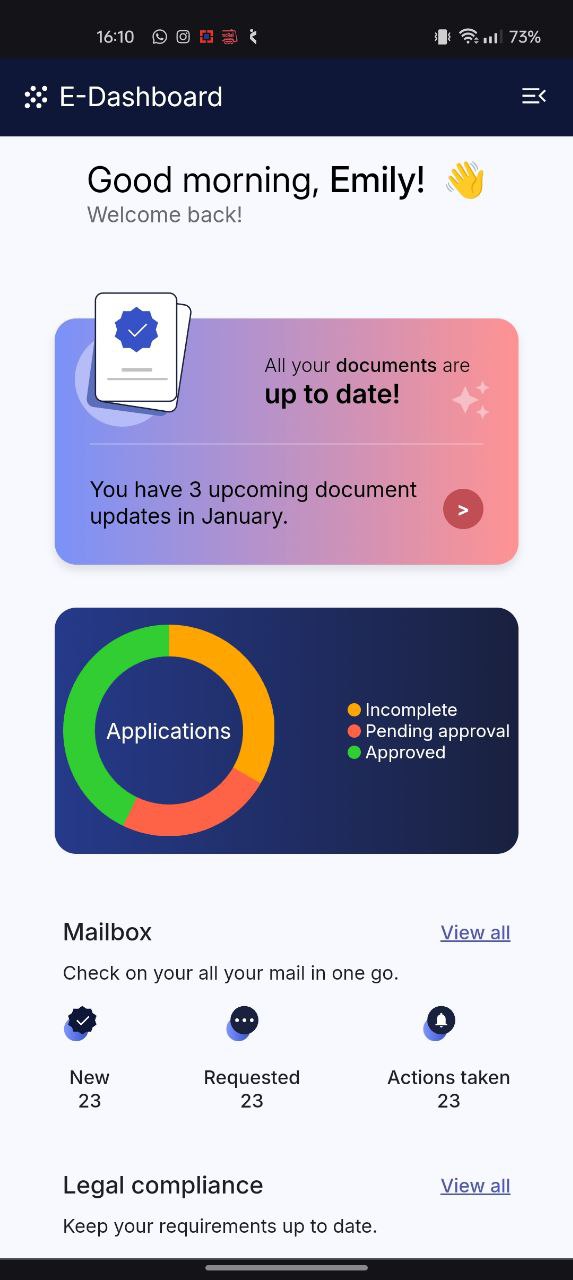 16:10
73%
E-Dashboard
Good morning, Emily! 👋
Welcome back!
All your documents are
up to date!
You have 3 upcoming document
updates in January.
>
Applications
Incomplete
Pending approval
Approved
Mailbox
View all
Check on your all your mail in one go.
New
23
Requested
23
Actions taken
23
Legal compliance
View all
Keep your requirements up to date.